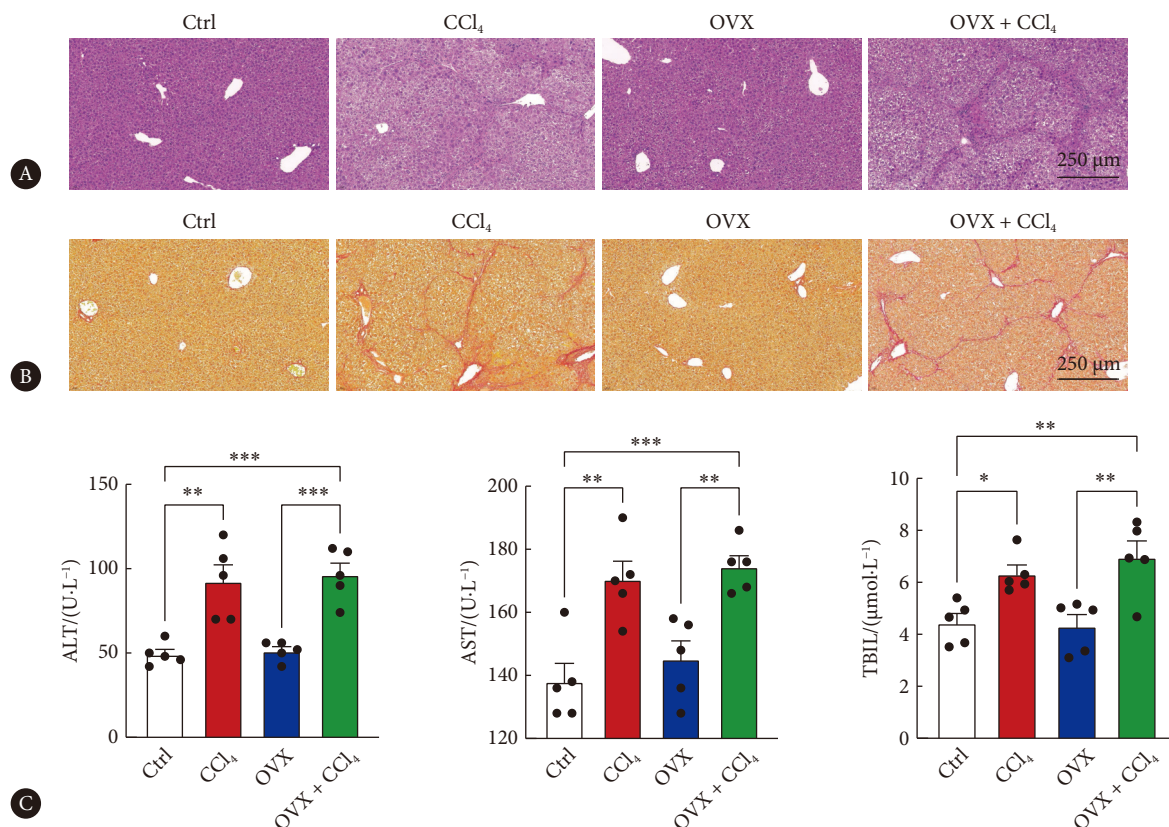 Ctrl CCl₄ OVX OVX + CCl₄
A
250 μm
Ctrl CCl₄ OVX OVX + CCl₄
B
250 μm
*** *** **
** *** ** ** * **
ALT/(U·L⁻¹)
150
100
50
0
Ctrl CCl₄ OVX OVX + CCl₄
AST/(U·L⁻¹)
200
180
160
140
120
Ctrl CCl₄ OVX OVX + CCl₄
TBIL/(μmol·L⁻¹)
10
8
6
4
2
0
Ctrl CCl₄ OVX OVX + CCl₄
C